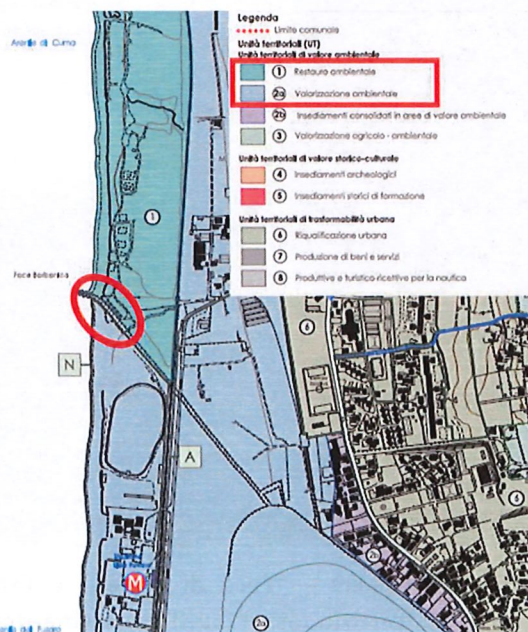 Legenda
Limite comunale
Unità territoriali (UT)
Unità territoriali di valore ambientale
1 Restauro ambientale
2a Valorizzazione ambientale
2b Insediamenti consolidati in aree di valore ambientale
3 Valorizzazione agricolo - ambientale
Unità territoriali di valore storico-culturale
4 Insediamenti archeologici
5 Insediamenti storici di formazione
Unità territoriali di trasformabilità urbana
6 Riqualificazione urbana
7 Produzione di beni e servizi
8 Produttive e turistico-ricettive per la nautica
Arenile di Cuma
1
Foce
6
N
A
6
2b
M
2a